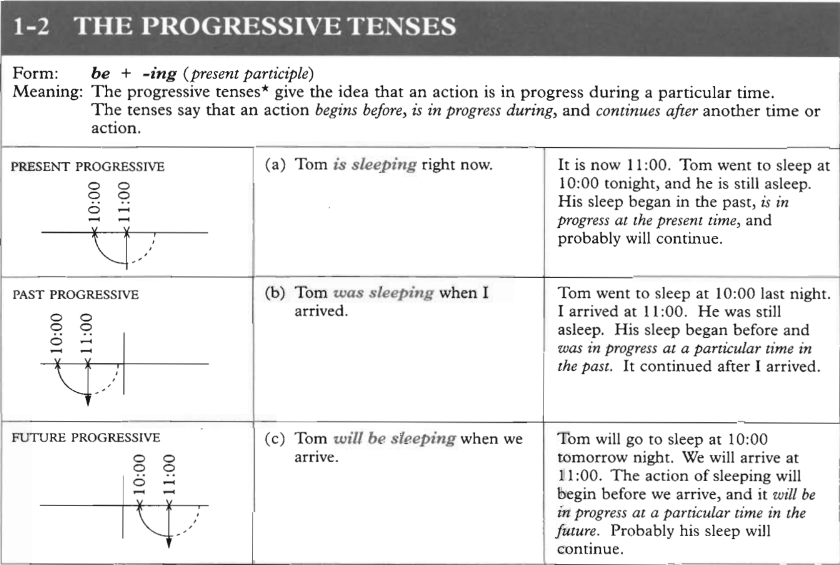 1-2 THE PROGRESSIVE TENSES
Form: be + -ing (present participle)
Meaning: The progressive tenses* give the idea that an action is in progress during a particular time.
The tenses say that an action begins before, is in progress during, and continues after another time or
action.
PRESENT PROGRESSIVE
10:00
11:00
(a) Tom is sleeping right now.
It is now 11:00. Tom went to sleep at
10:00 tonight, and he is still asleep.
His sleep began in the past, is in
progress at the present time, and
probably will continue.
PAST PROGRESSIVE
10:00
11:00
(b) Tom was sleeping when I
arrived.
Tom went to sleep at 10:00 last night.
I arrived at 11:00. He was still
asleep. His sleep began before and
was in progress at a particular time in
the past. It continued after I arrived.
FUTURE PROGRESSIVE
10:00
11:00
(c) Tom will be sleeping when we
arrive.
Tom will go to sleep at 10:00
tomorrow night. We will arrive at
11:00. The action of sleeping will
begin before we arrive, and it will be
in progress at a particular time in the
future. Probably his sleep will
continue.